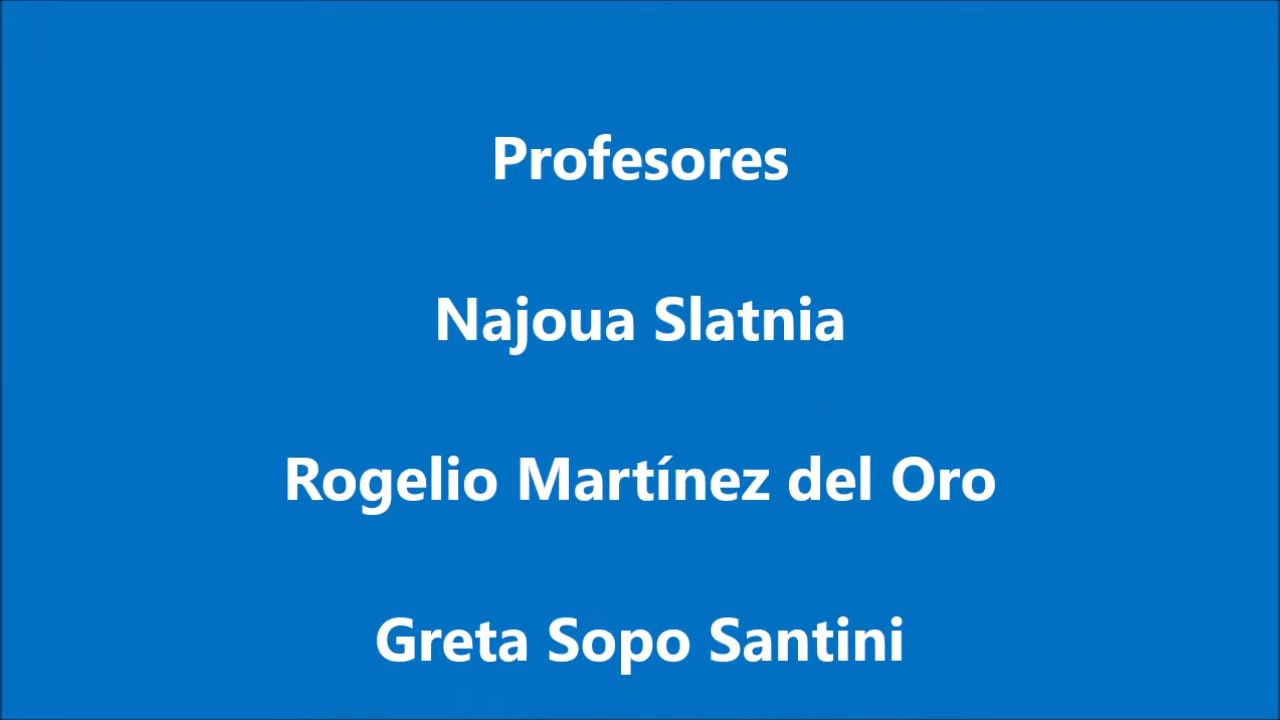 Profesores
Najoua Slatnia
Rogelio Martínez del Oro
Greta Sopo Santini